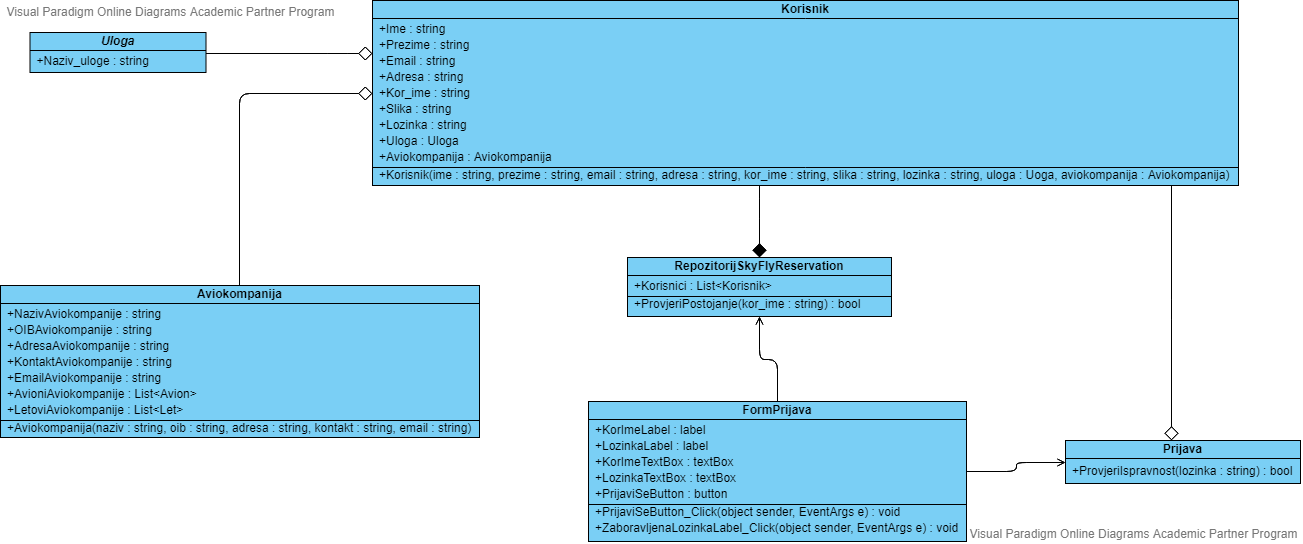 Visual Paradigm Online Diagrams Academic Partner Program
Korisnik
+Ime : string
+Prezime : string
+Email : string
+Adresa : string
+Kor_ime : string
+Slika : string
+Lozinka : string
+Uloga : Uloga
+Aviokompanija : Aviokompanija
+Korisnik(ime : string, prezime : string, email : string, adresa : string, kor_ime : string, slika : string, lozinka : string, uloga : Uoga, aviokompanija : Aviokompanija)
Uloga
+Naziv_uloge : string
RepozitorijSkyFlyReservation
+Korisnici : List<Korisnik>
+ProvjeriPostojanje(kor_ime : string) : bool
Aviokompanija
+NazivAviokompanije : string
+OIBAviokompanije : string
+AdresaAviokompanije : string
+KontaktAviokompanije : string
+EmailAviokompanije : string
+AvioniAviokompanije : List<Avion>
+LetoviAviokompanije : List<Let>
+Aviokompanija(naziv : string, oib : string, adresa : string, kontakt : string, email : string)
FormPrijava
+KorImeLabel : label
+LozinkaLabel : label
+KorImeTextBox : textBox
+LozinkaTextBox : textBox
+PrijaviSeButton : button
+PrijaviSeButton_Click(object sender, EventArgs e) : void
+ZaboravljenaLozinkaLabel_Click(object sender, EventArgs e) : void
Prijava
+ProvjeriIspravnost(lozinka : string) : bool
Visual Paradigm Online Diagrams Academic Partner Program